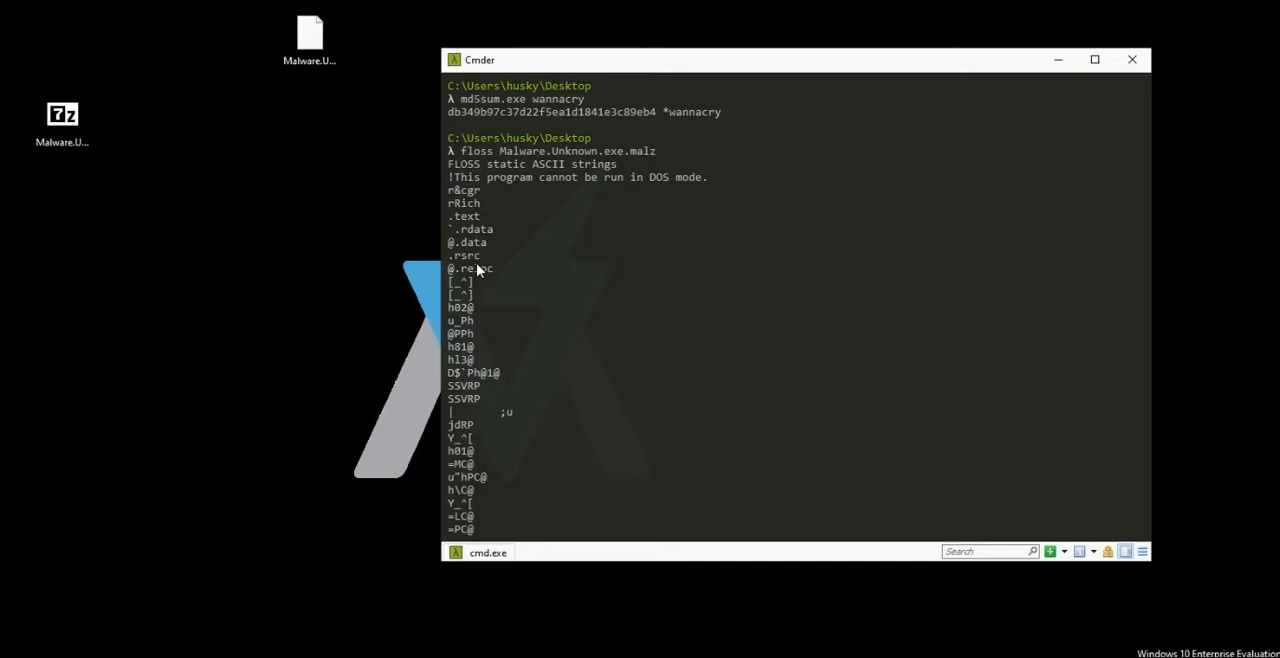 Malware.U...
7z
Malware.U...
λ Cmder
C:\Users\husky\Desktop
λ md5sum.exe wannacry
db349b97c37d22f5ea1d1841e3c89eb4 *wannacry
C:\Users\husky\Desktop
λ floss Malware.Unknown.exe.malz
FLOSS static ASCII strings
!This program cannot be run in DOS mode.
r&cgr
rRich
.text
`.rdata
@.data
.rsrc
@.reloc
[_^]
[_^]
h02@
u_Ph
@PPh
h81@
hl3@
D$`Ph@1@
SSVRP
SSVRP
| ;u
jdRP
Y_^[
h01@
=MC@
u"hPC@
h\C@
Y_^[
=LC@
=PC@
λ cmd.exe
Search
Windows 10 Enterprise Evaluation